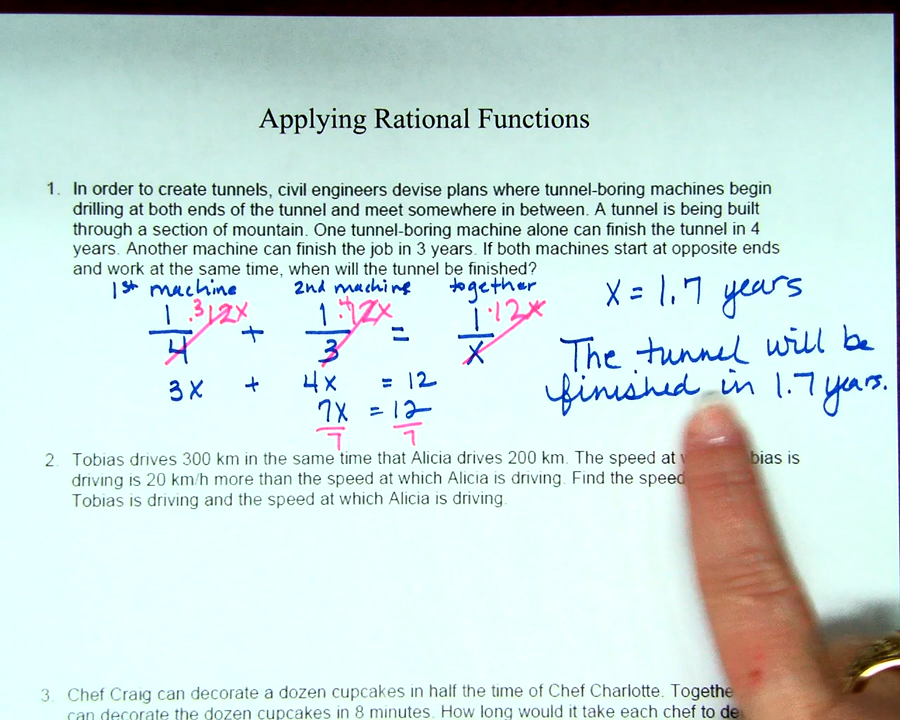 Applying Rational Functions
1. In order to create tunnels, civil engineers devise plans where tunnel-boring machines begin
drilling at both ends of the tunnel and meet somewhere in between. A tunnel is being built
through a section of mountain. One tunnel-boring machine alone can finish the tunnel in 4
years. Another machine can finish the job in 3 years. If both machines start at opposite ends
and work at the same time, when will the tunnel be finished?
1st machine 2nd machine together
1/4 · 3 12x + 1/3 · 4 12x = 1/x · 12x
3x + 4x = 12
7x/7 = 12/7
x = 1.7 years
The tunnel will be
finished in 1.7 years.
2. Tobias drives 300 km in the same time that Alicia drives 200 km. The speed at bias is
driving is 20 km/h more than the speed at which Alicia is driving. Find the speed
Tobias is driving and the speed at which Alicia is driving.
3. Chef Craig can decorate a dozen cupcakes in half the time of Chef Charlotte. Togethe
can decorate the dozen cupcakes in 8 minutes. How long would it take each chef to de